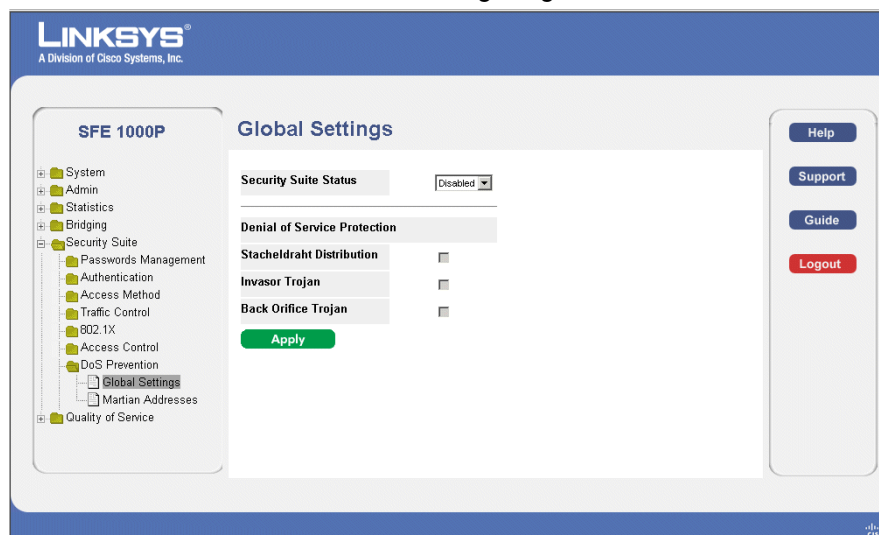 LINKSYS®
A Division of Cisco Systems, Inc.
SFE 1000P
System
Admin
Statistics
Bridging
Security Suite
Passwords Management
Authentication
Access Method
Traffic Control
802.1X
Access Control
DoS Prevention
Global Settings
Martian Addresses
Quality of Service
Global Settings
Security Suite Status
Disabled
Denial of Service Protection
Stacheldraht Distribution
Invasor Trojan
Back Orifice Trojan
Apply
Help
Support
Guide
Logout